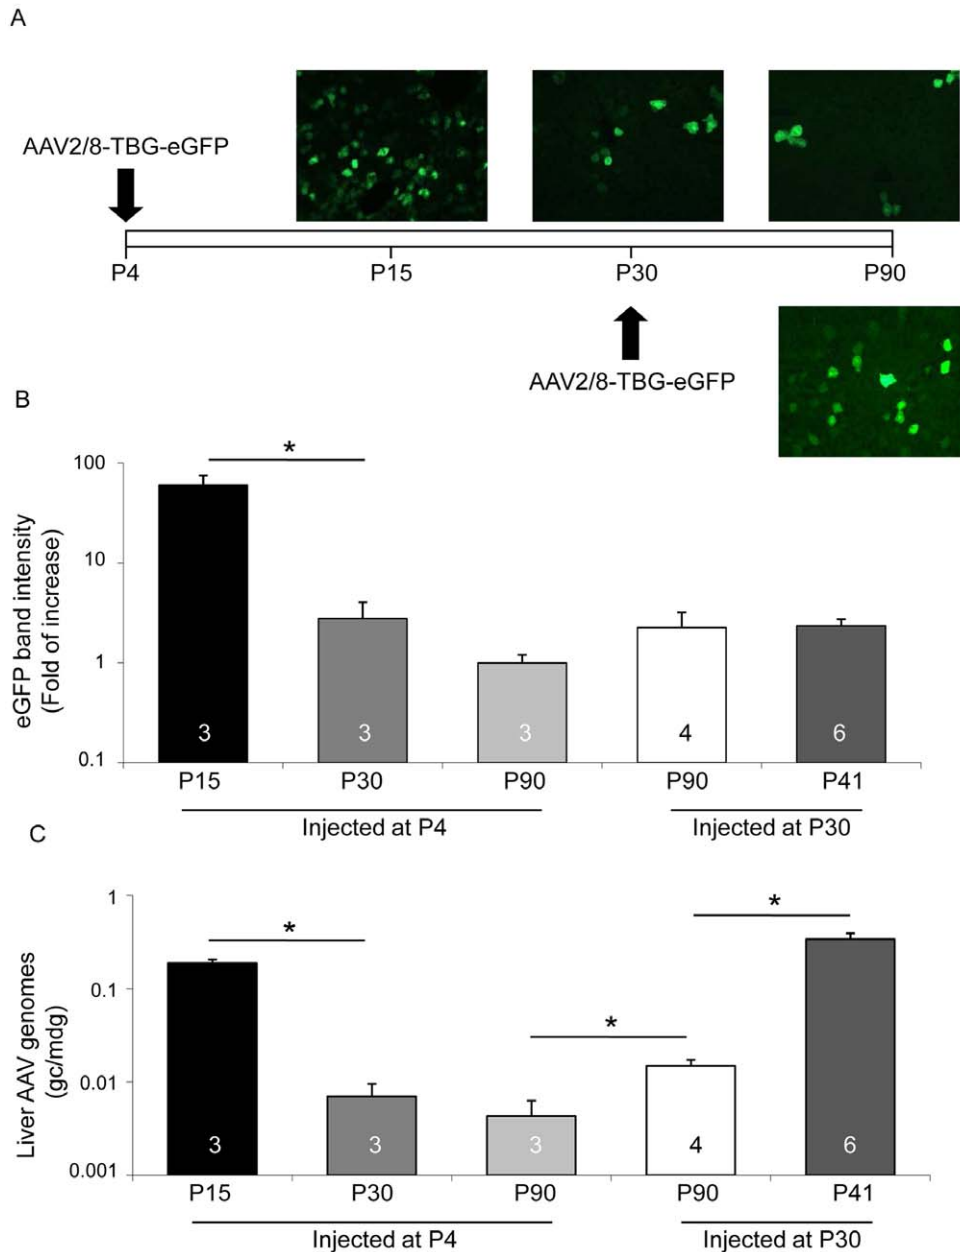 A
AAV2/8-TBG-eGFP
P4 P15 P30 P90
AAV2/8-TBG-eGFP
B
eGFP band intensity
(Fold of increase)
100
10
1
0.1
*
3 3 3 4 6
P15 P30 P90 P90 P41
Injected at P4 Injected at P30
C
Liver AAV genomes
(gc/mdg)
1
0.1
0.01
0.001
* * *
3 3 3 4 6
P15 P30 P90 P90 P41
Injected at P4 Injected at P30